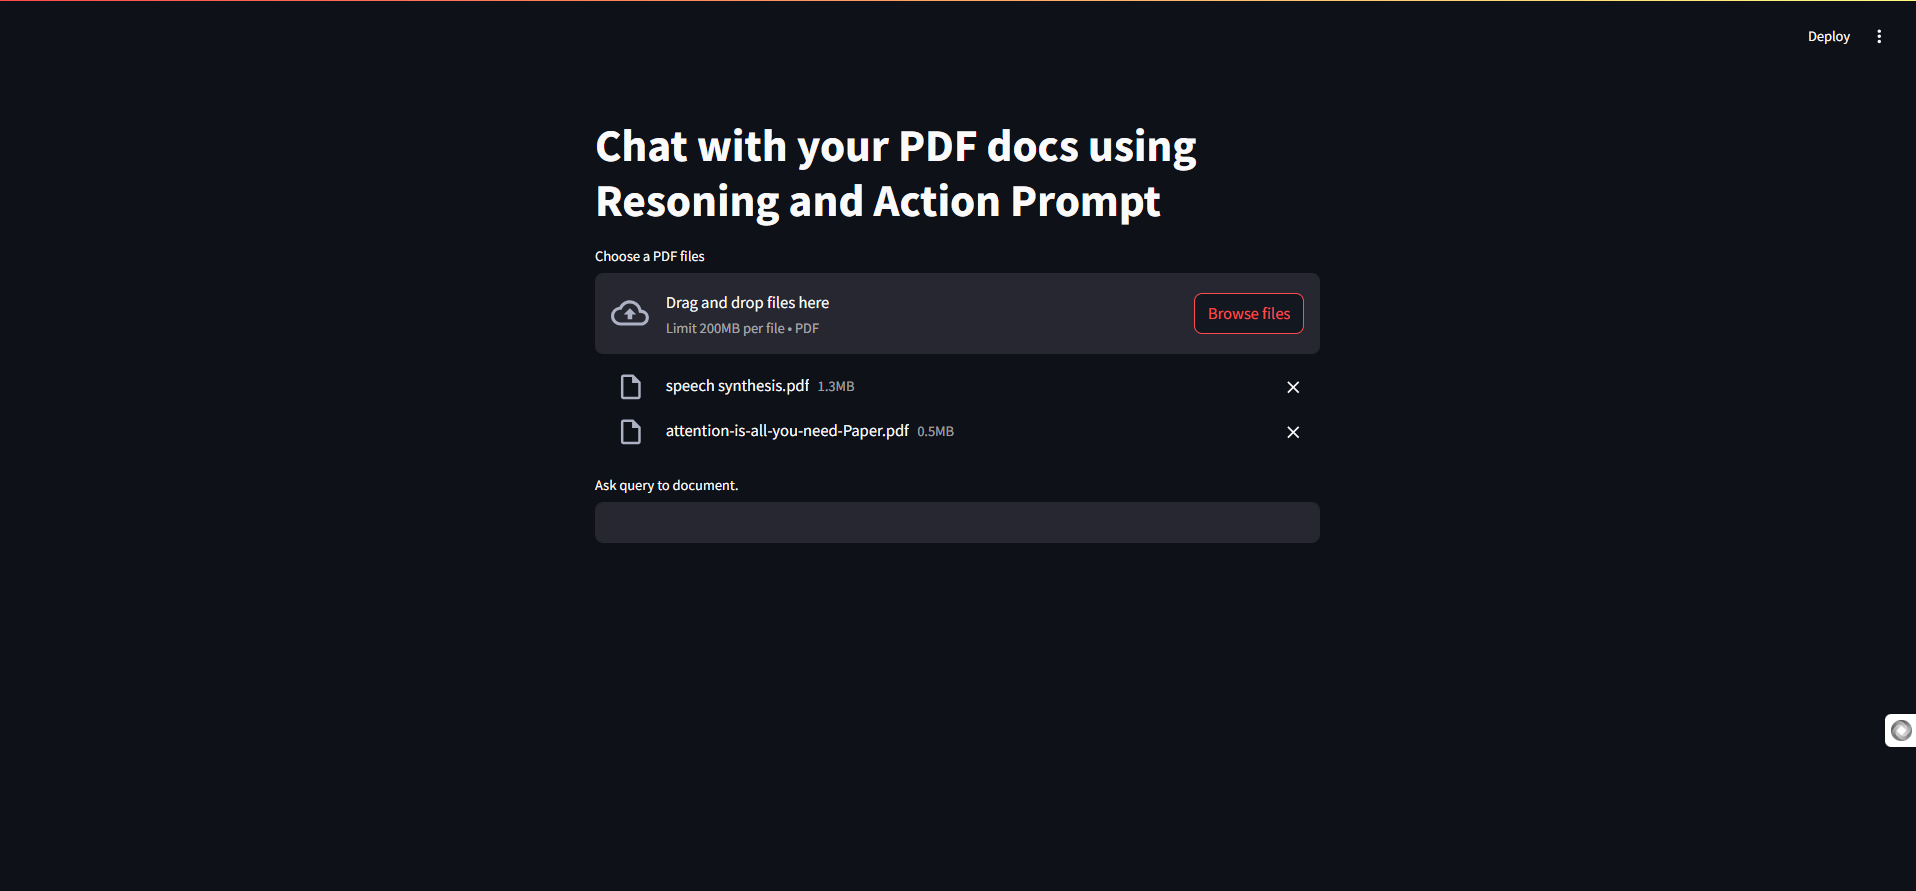 Deploy
Chat with your PDF docs using
Resoning and Action Prompt
Choose a PDF files
Drag and drop files here
Limit 200MB per file • PDF
Browse files
speech synthesis.pdf 1.3MB
attention-is-all-you-need-Paper.pdf 0.5MB
Ask query to document.